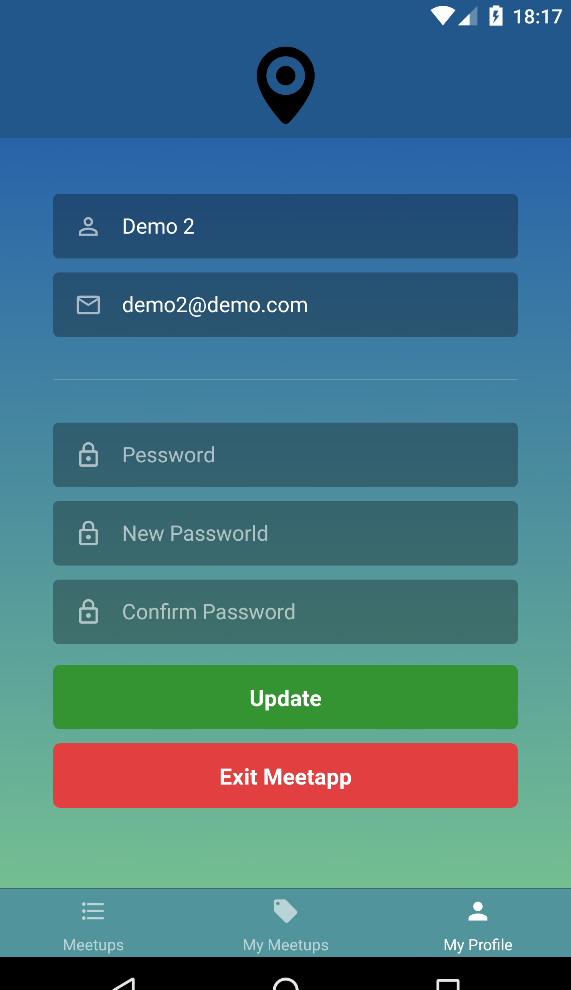 18:17
Demo 2
demo2@demo.com
Pessword
New Passworld
Confirm Password
Update
Exit Meetapp
Meetups
My Meetups
My Profile